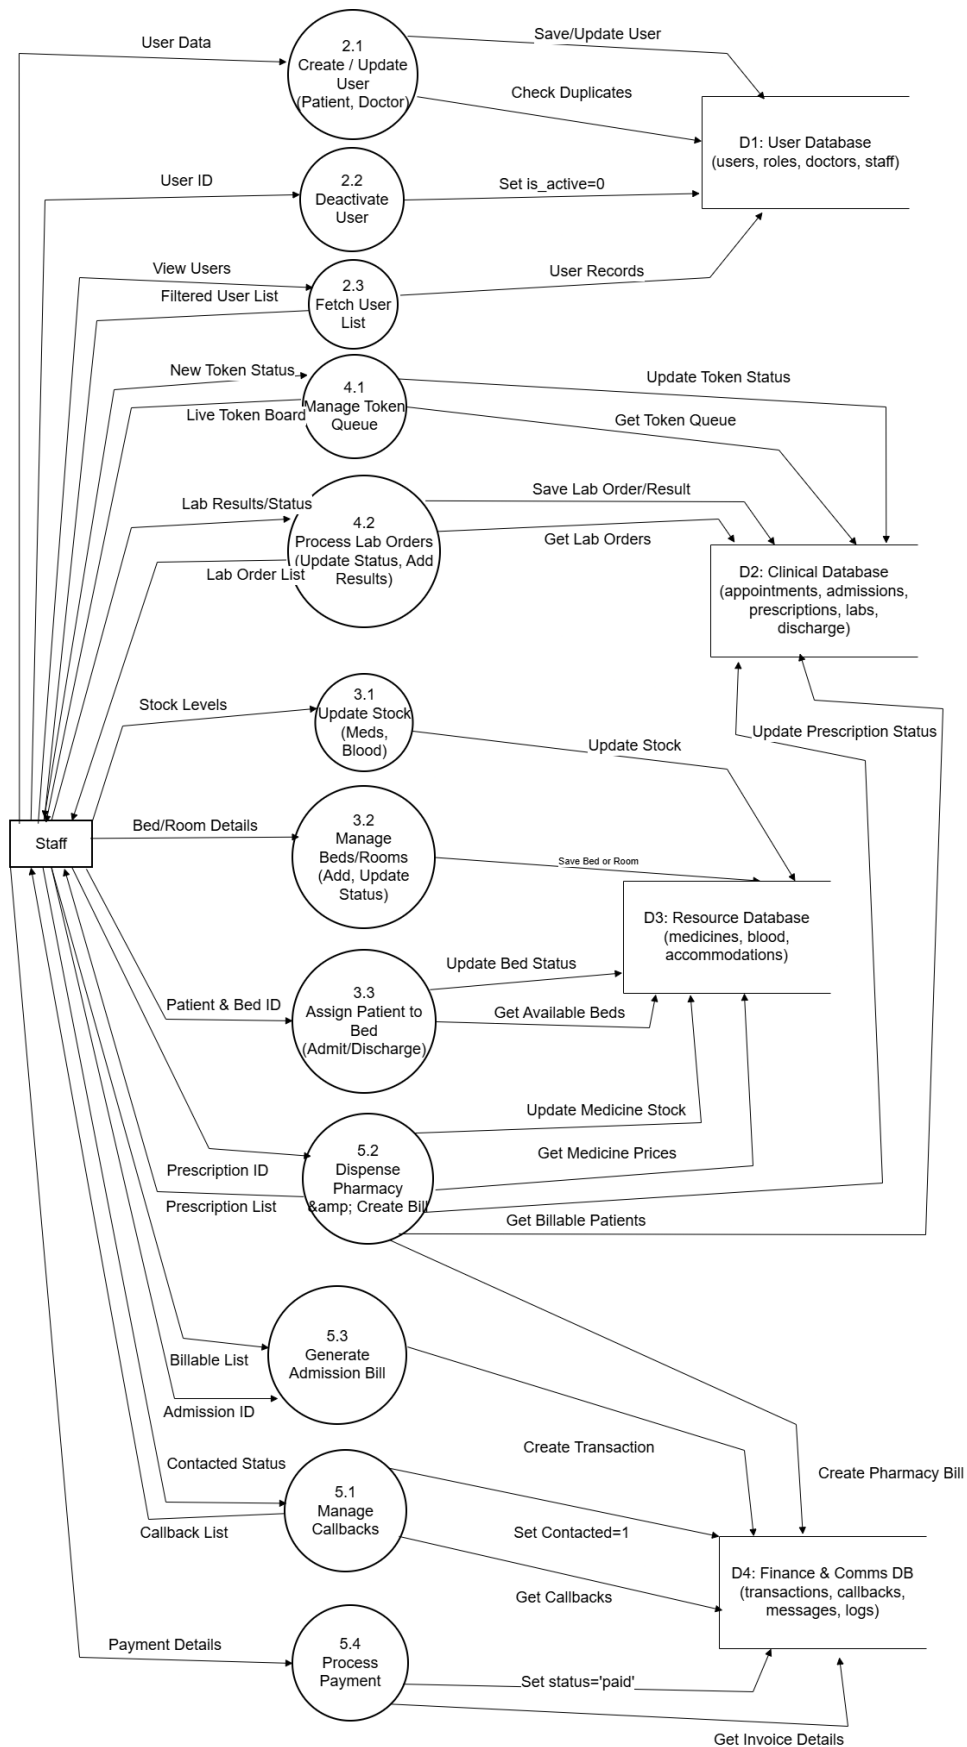 User Data
2.1
Create / Update
User
(Patient, Doctor)
Save/Update User
Check Duplicates
D1: User Database
(users, roles, doctors, staff)
User ID
2.2
Deactivate
User
Set is_active=0
View Users
Filtered User List
2.3
Fetch User
List
User Records
New Token Status
Live Token Board
4.1
Manage Token
Queue
Update Token Status
Get Token Queue
Lab Results/Status
Lab Order List
4.2
Process Lab Orders
(Update Status, Add
Results)
Save Lab Order/Result
Get Lab Orders
D2: Clinical Database
(appointments, admissions,
prescriptions, labs,
discharge)
Stock Levels
3.1
Update Stock
(Meds,
Blood)
Update Stock
Update Prescription Status
Staff
Bed/Room Details
3.2
Manage
Beds/Rooms
(Add, Update
Status)
Save Bed or Room
D3: Resource Database
(medicines, blood,
accommodations)
Patient & Bed ID
3.3
Assign Patient to
Bed
(Admit/Discharge)
Update Bed Status
Get Available Beds
Prescription ID
Prescription List
5.2
Dispense
Pharmacy
&amp; Create Bill
Update Medicine Stock
Get Medicine Prices
Get Billable Patients
Billable List
Admission ID
5.3
Generate
Admission Bill
Create Transaction
Create Pharmacy Bill
Contacted Status
Callback List
5.1
Manage
Callbacks
Set Contacted=1
Get Callbacks
D4: Finance & Comms DB
(transactions, callbacks,
messages, logs)
Payment Details
5.4
Process
Payment
Set status='paid'
Get Invoice Details